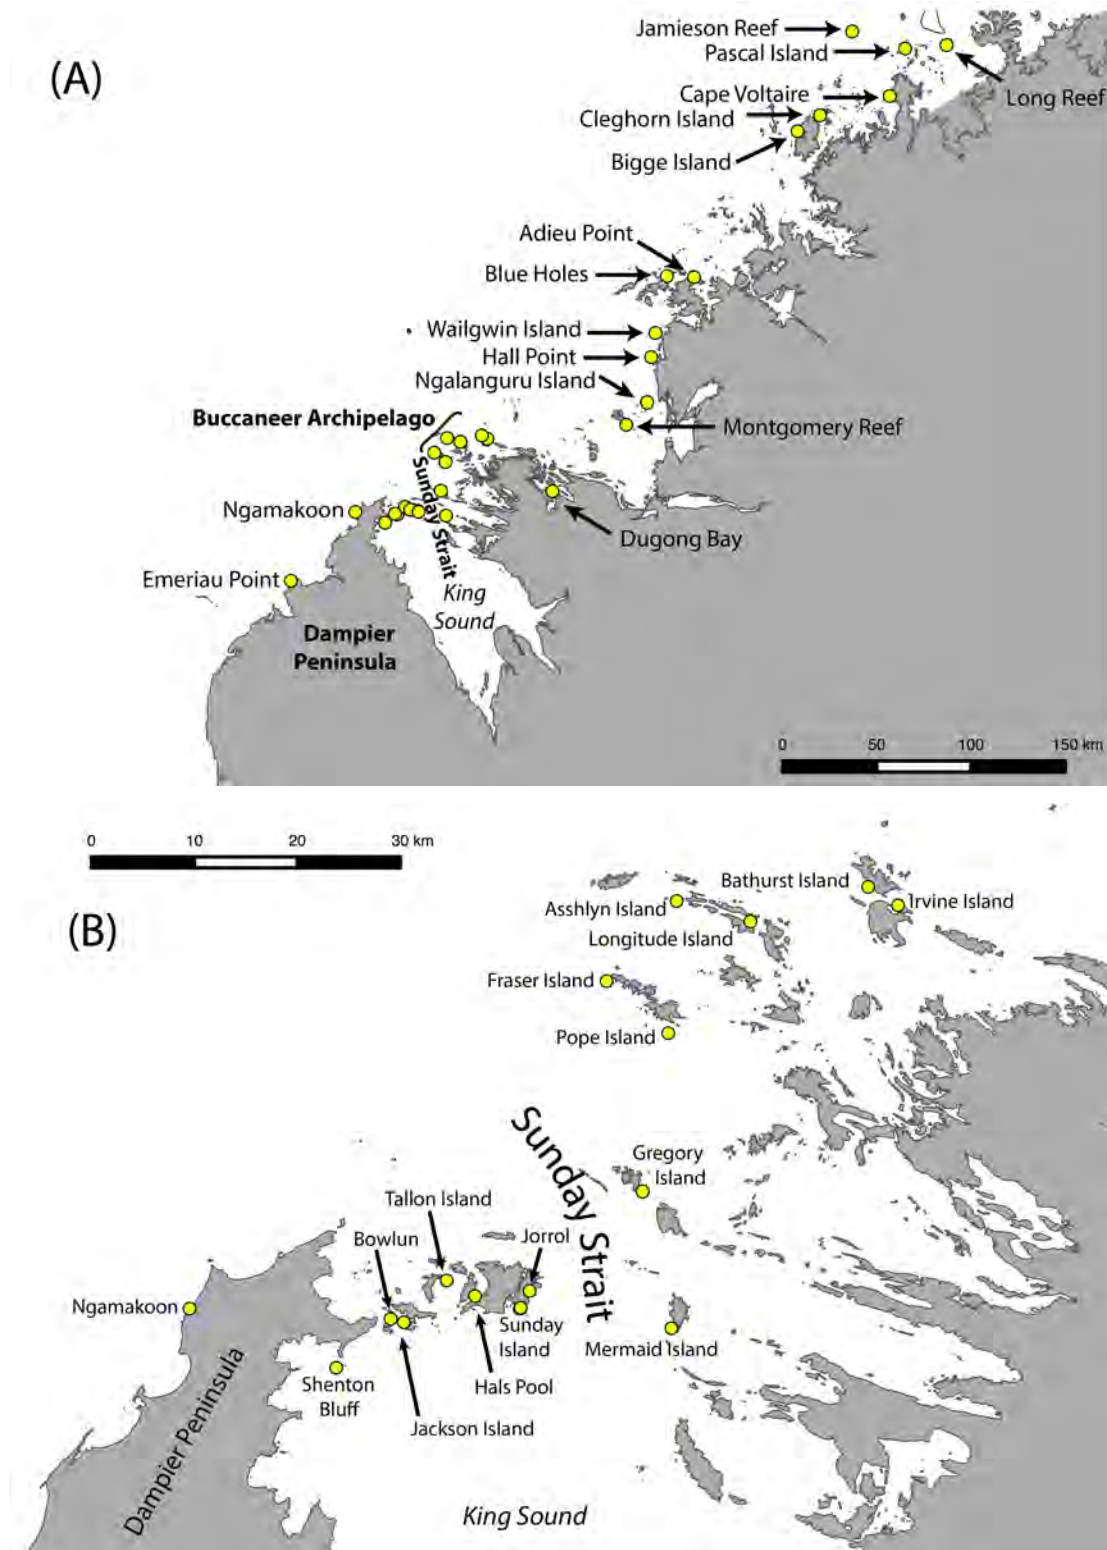 (A)
Jamieson Reef
Pascal Island
Long Reef
Cape Voltaire
Cleghorn Island
Bigge Island
Adieu Point
Blue Holes
Wailgwin Island
Hall Point
Ngalanguru Island
Buccaneer Archipelago
Montgomery Reef
Sunday Strait
Ngamakoon
Dugong Bay
Emeriau Point
King
Sound
Dampier
Peninsula
0 50 100 150 km
0 10 20 30 km
(B)
Bathurst Island
Irvine Island
Asshlyn Island
Longitude Island
Fraser Island
Pope Island
Sunday Strait
Gregory
Island
Tallon Island
Bowlun
Jorrol
Ngamakoon
Sunday
Island
Mermaid Island
Shenton
Bluff
Hals Pool
Jackson Island
Dampier Peninsula
King Sound